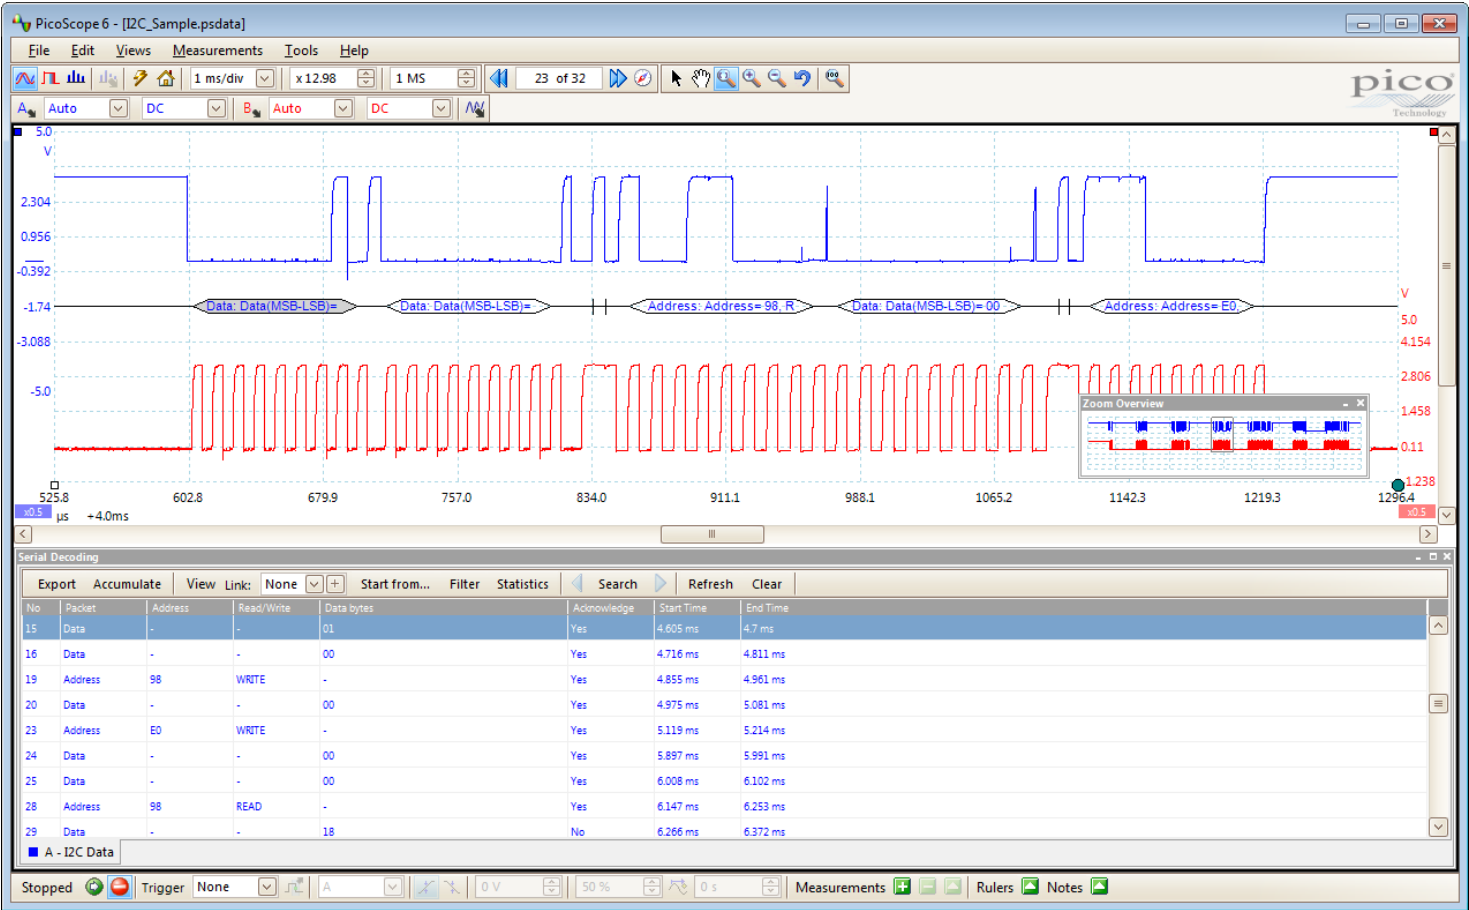 PicoScope 6 - [I2C_Sample.psdata]
File Edit Views Measurements Tools Help
1 ms/div x 12.98 1 MS 23 of 32
pico
Technology
A Auto DC B Auto DC
5.0
V
2.304
0.956
-0.392
-1.74
-3.088
-5.0
Data: Data(MSB-LSB)= Data: Data(MSB-LSB)= Address: Address= 98, R Data: Data(MSB-LSB)= 00 Address: Address= E0,
V
5.0
4.154
2.806
1.458
0.11
-1.238
Zoom Overview
525.8 602.8 679.9 757.0 834.0 911.1 988.1 1065.2 1142.3 1219.3 1296.4
x0.5 µs +4.0ms x0.5
Serial Decoding
Export Accumulate View Link: None Start from... Filter Statistics Search Refresh Clear
No Packet Address Read/Write Data bytes Acknowledge Start Time End Time
15 Data - - 01 Yes 4.605 ms 4.7 ms
16 Data - - 00 Yes 4.716 ms 4.811 ms
19 Address 98 WRITE - Yes 4.855 ms 4.961 ms
20 Data - - 00 Yes 4.975 ms 5.081 ms
23 Address E0 WRITE - Yes 5.119 ms 5.214 ms
24 Data - - 00 Yes 5.897 ms 5.991 ms
25 Data - - 00 Yes 6.008 ms 6.102 ms
28 Address 98 READ - Yes 6.147 ms 6.253 ms
29 Data - - 18 No 6.266 ms 6.372 ms
A - I2C Data
Stopped Trigger None A 0 V 50 % 0 s Measurements Rulers Notes